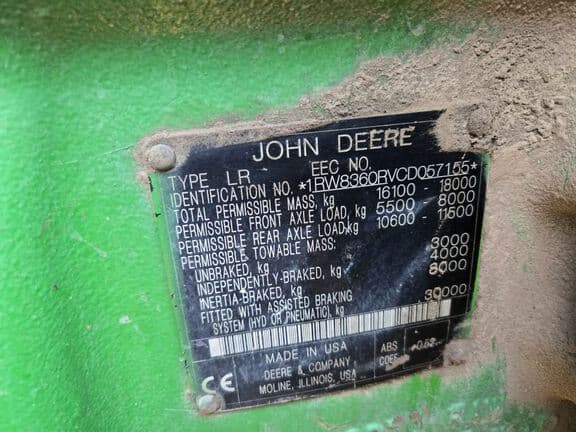 JOHN DEERE
TYPE LR EEC NO.
IDENTIFICATION NO. *1RW8360RVCD057155*
TOTAL PERMISSIBLE MASS, kg 16100 - 18000
PERMISSIBLE FRONT AXLE LOAD, kg 5500 8000
PERMISSIBLE REAR AXLE LOAD,kg 10600 - 11500
PERMISSIBLE TOWABLE MASS:
UNBRAKED, kg 3000
INDEPENDENTLY-BRAKED, kg 4000
INERTIA-BRAKED, kg 8000
FITTED WITH ASSISTED BRAKING
SYSTEM (HYD OR PNEUMATIC), kg 30000
MADE IN USA
DEERE & COMPANY
MOLINE, ILLINOIS, USA
ABS
COEF
CE